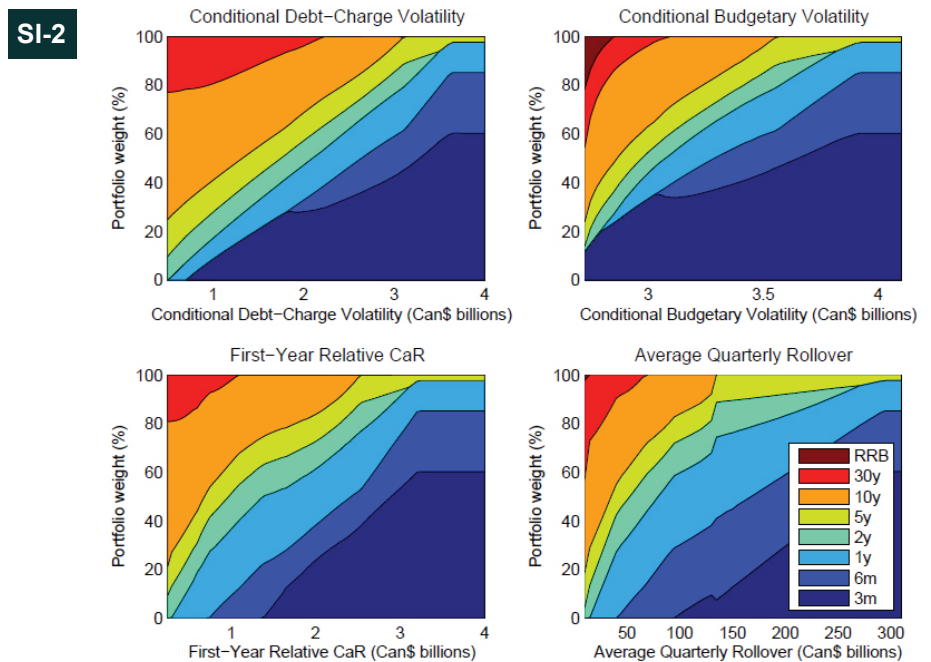 SI-2
Conditional Debt-Charge Volatility
Portfolio weight (%)
100
80
60
40
20
0
1
2
3
4
Conditional Debt-Charge Volatility (Can$ billions)
Conditional Budgetary Volatility
Portfolio weight (%)
100
80
60
40
20
0
3
3.5
4
Conditional Budgetary Volatility (Can$ billions)
First-Year Relative CaR
Portfolio weight (%)
100
80
60
40
20
0
1
2
3
4
First-Year Relative CaR (Can$ billions)
Average Quarterly Rollover
Portfolio weight (%)
100
80
60
40
20
0
50
100
150
200
250
300
Average Quarterly Rollover (Can$ billions)
RRB
30y
10y
5y
2y
1y
6m
3m